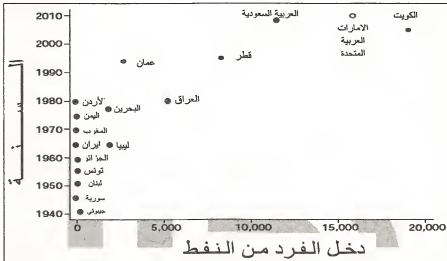 2010
2000
1990
1980
1970
1960
1950
1940
السنة
العربية السعودية
الامارات
العربية
المتحدة
الكويت
عمان
قطر
العراق
الأردن
البحرين
اليمن
المغرب
ايران
ليبيا
الجزائر
تونس
لبنان
سورية
جيبوتي
0
5,000
10,000
15,000
20,000
دخل الفرد من النفط